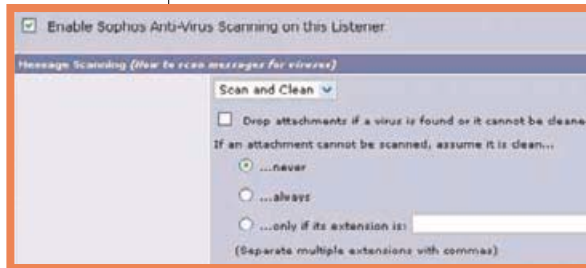 Enable Sophos Anti-Virus Scanning on this Listener
Message Scanning (How to scan messages for viruses)
Scan and Clean
Drop attachments if a virus is found or it cannot be cleane
If an attachment cannot be scanned, assume it is clean...
...never
...always
...only if its extension is:
(Separate multiple extensions with commas)